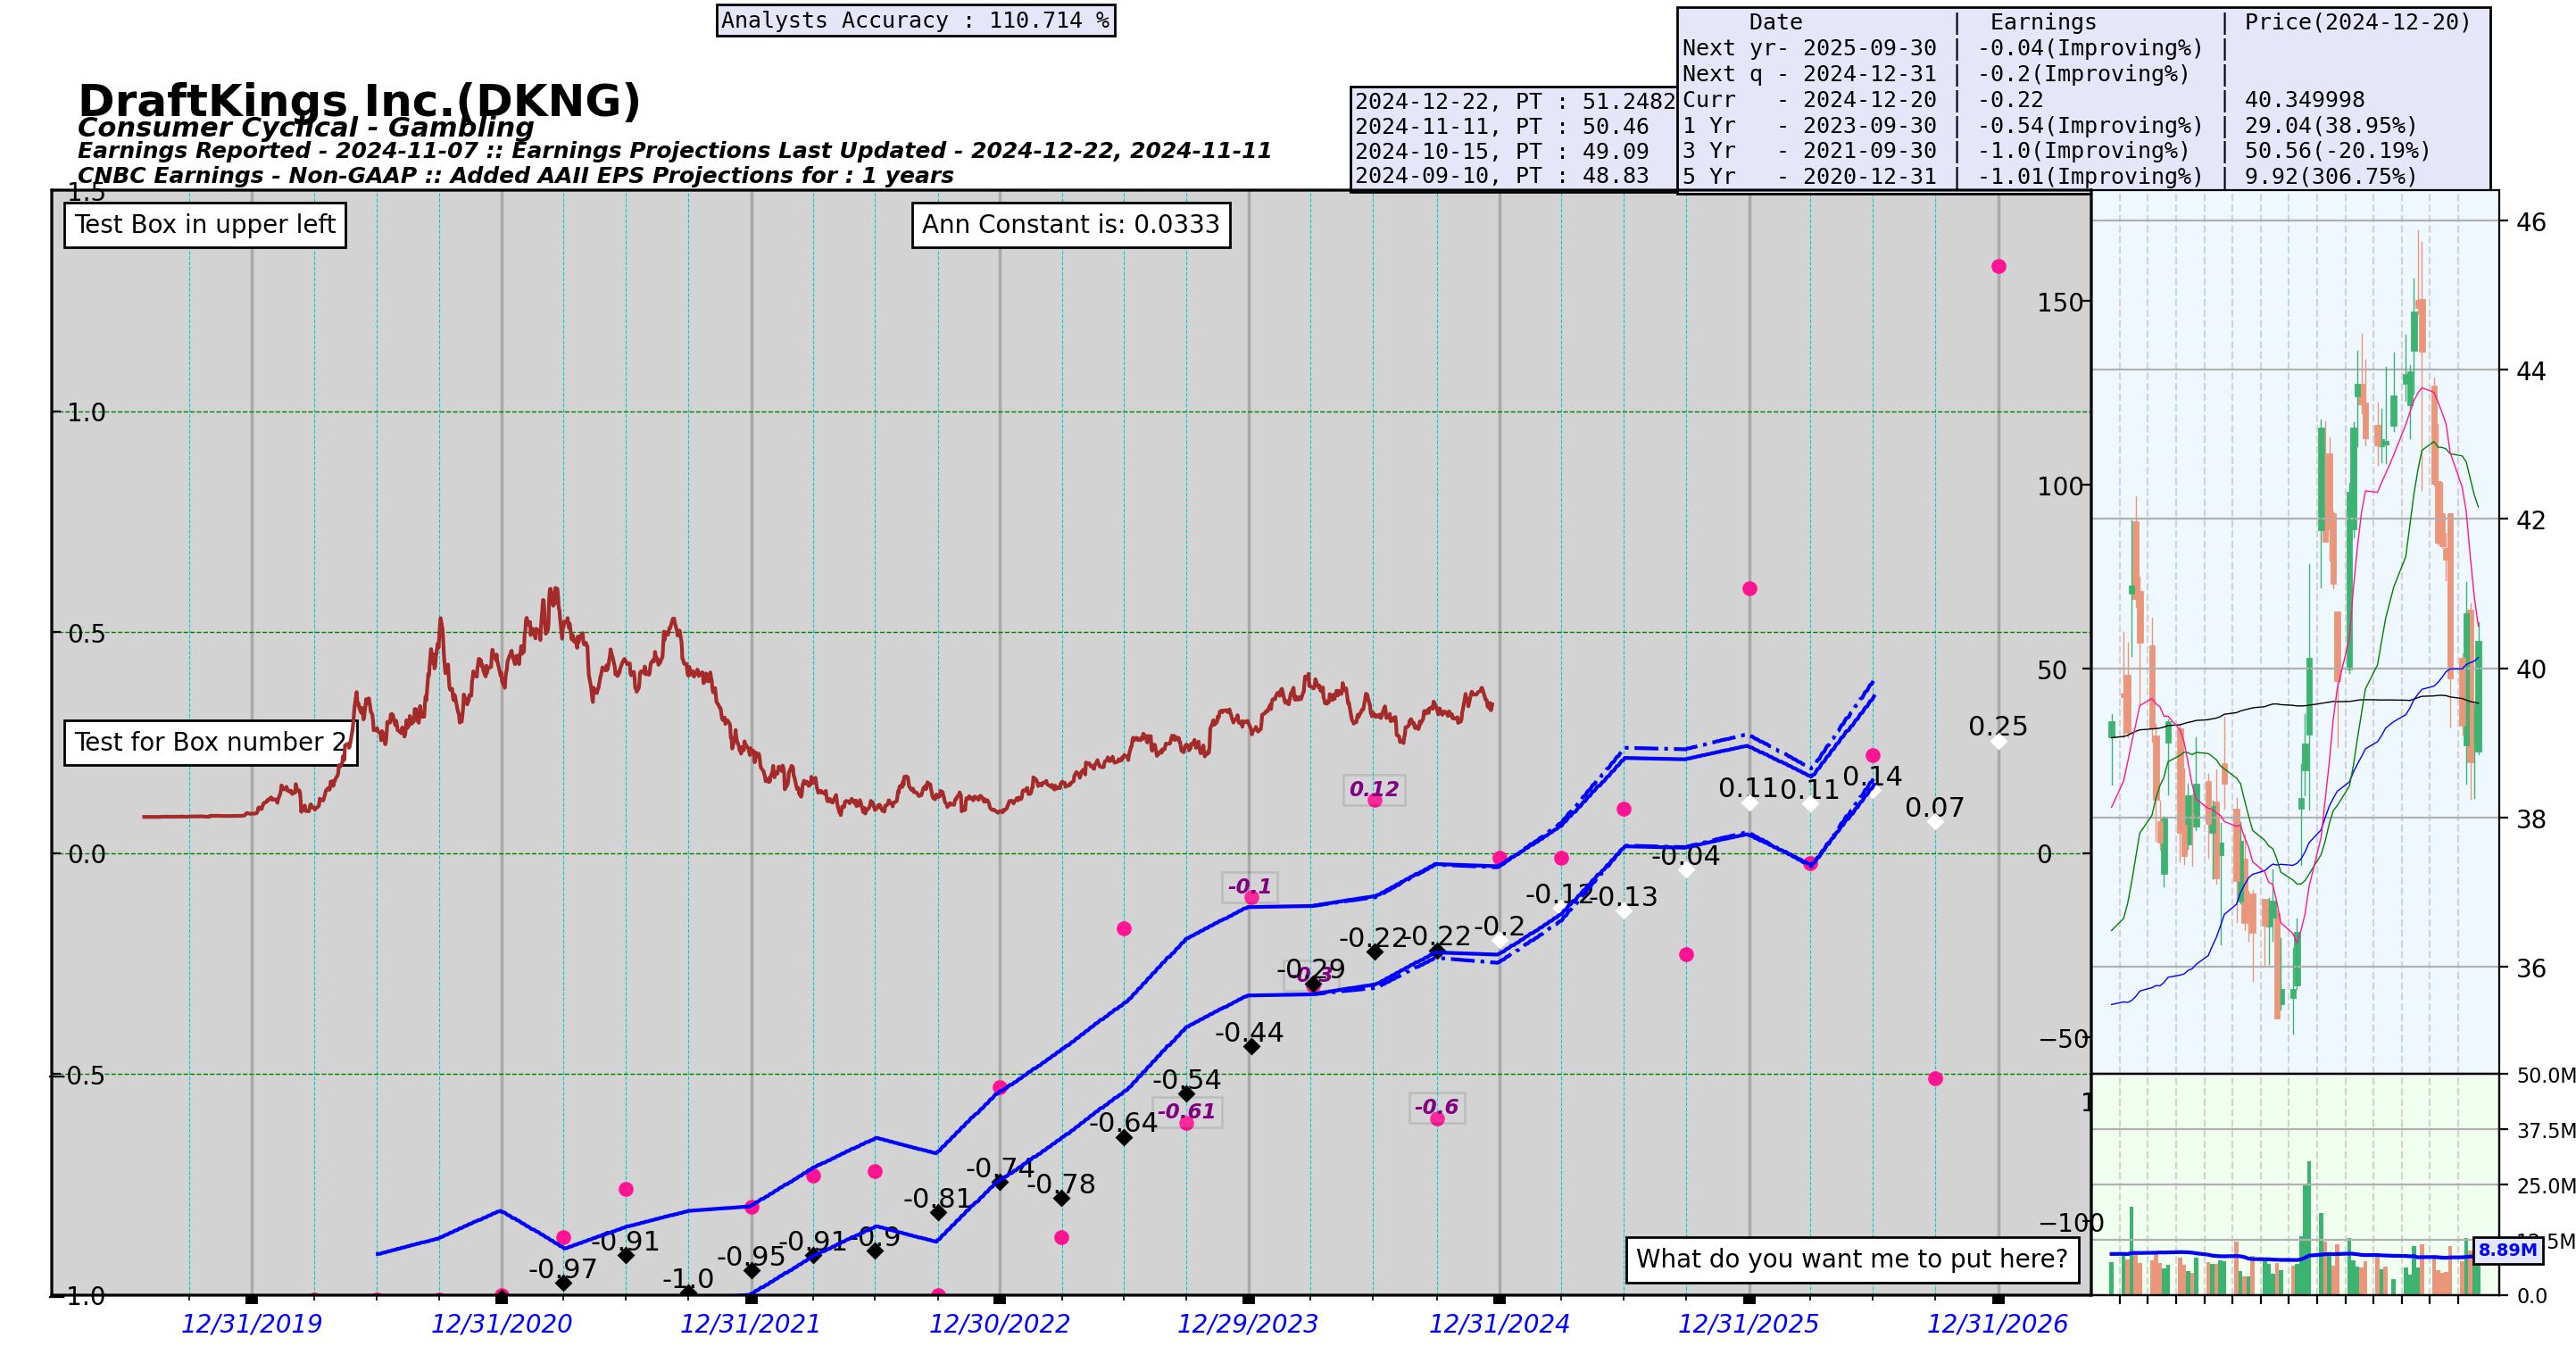 Analysts Accuracy : 110.714 %
Date | Earnings | Price(2024-12-20)
Next yr- 2025-09-30 | -0.04(Improving%) |
Next q - 2024-12-31 | -0.2(Improving%) |
Curr - 2024-12-20 | -0.22 | 40.349998
1 Yr - 2023-09-30 | -0.54(Improving%) | 29.04(38.95%)
3 Yr - 2021-09-30 | -1.0(Improving%) | 50.56(-20.19%)
5 Yr - 2020-12-31 | -1.01(Improving%) | 9.92(306.75%)
DraftKings Inc.(DKNG)
Consumer Cyclical - Gambling
Earnings Reported - 2024-11-07 :: Earnings Projections Last Updated - 2024-12-22, 2024-11-11
CNBC Earnings - Non-GAAP :: Added AAII EPS Projections for : 1 years
2024-12-22, PT : 51.2482
2024-11-11, PT : 50.46
2024-10-15, PT : 49.09
2024-09-10, PT : 48.83
Test Box in upper left
Ann Constant is: 0.0333
Test for Box number 2
What do you want me to put here?
1.5
1.0
0.5
0.0
−0.5
−1.0
150
100
50
0
−50
−100
46
44
42
40
38
36
50.0M
37.5M
25.0M
8.89M
0.0
-0.97
-0.91
-1.0
-0.95
-0.91
-0.9
-0.81
-0.74
-0.78
-0.64
-0.54
-0.61
-0.44
-0.1
-0.29
-0.3
0.12
-0.22
-0.22
-0.6
-0.2
-0.12
-0.13
-0.04
0.11
0.11
0.14
0.07
0.25
12/31/2019
12/31/2020
12/31/2021
12/30/2022
12/29/2023
12/31/2024
12/31/2025
12/31/2026